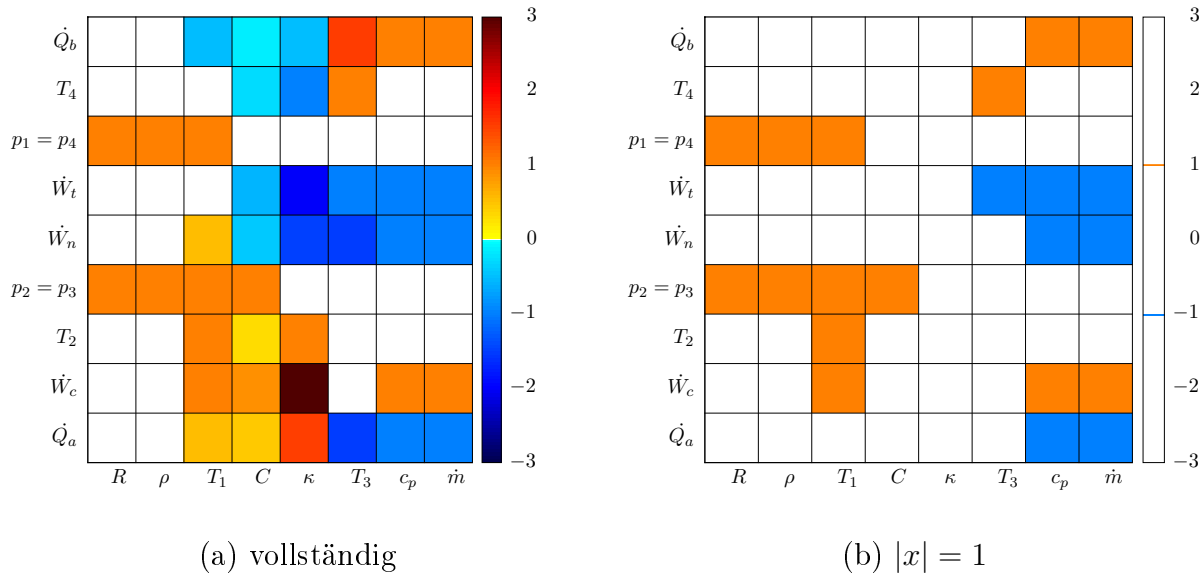 Q̇_b
T_4
p_1 = p_4
Ẇ_t
Ẇ_n
p_2 = p_3
T_2
Ẇ_c
Q̇_a
R ρ T_1 C κ T_3 c_p ṁ
3
2
1
0
−1
−2
−3
(a) vollständig
Q̇_b
T_4
p_1 = p_4
Ẇ_t
Ẇ_n
p_2 = p_3
T_2
Ẇ_c
Q̇_a
R ρ T_1 C κ T_3 c_p ṁ
3
2
1
0
−1
−2
−3
(b) |x| = 1